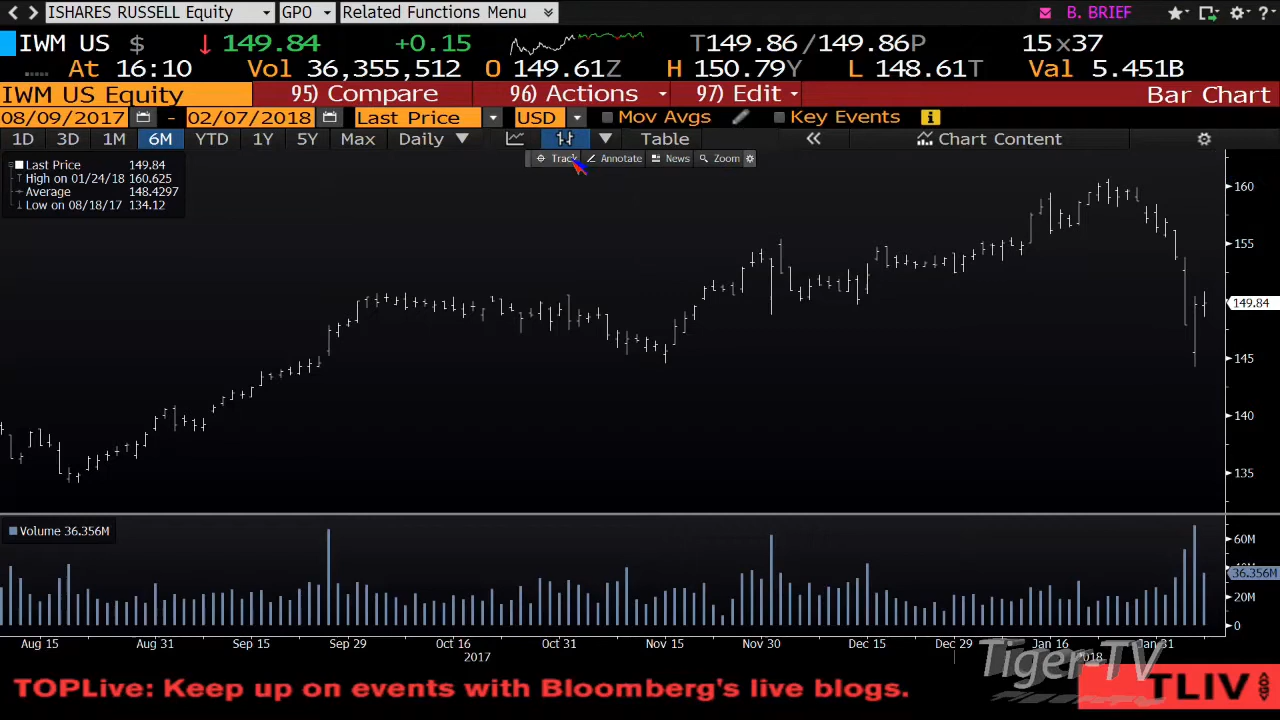 ISHARES RUSSELL Equity GPO Related Functions Menu B. BRIEF
IWM US $ ↓ 149.84 +0.15 T149.86/149.86P 15x37
At 16:10 Vol 36,355,512 O 149.61Z H 150.79Y L 148.61T Val 5.451B
IWM US Equity 95) Compare 96) Actions 97) Edit Bar Chart
08/09/2017 - 02/07/2018 Last Price USD Mov Avgs Key Events
1D 3D 1M 6M YTD 1Y 5Y Max Daily ▼ Table « Chart Content
Track Annotate News Zoom
Last Price 149.84
High on 01/24/18 160.625
Average 148.4297
Low on 08/18/17 134.12
160
155
149.84
145
140
135
Volume 36.356M
60M
36.356M
20M
0
Aug 15 Aug 31 Sep 15 Sep 29 Oct 16 Oct 31 Nov 15 Nov 30 Dec 15 Dec 29 Jan 16 Jan 31
2017 2018
Tiger-TV
TOPLive: Keep up on events with Bloomberg's live blogs.
TLIV